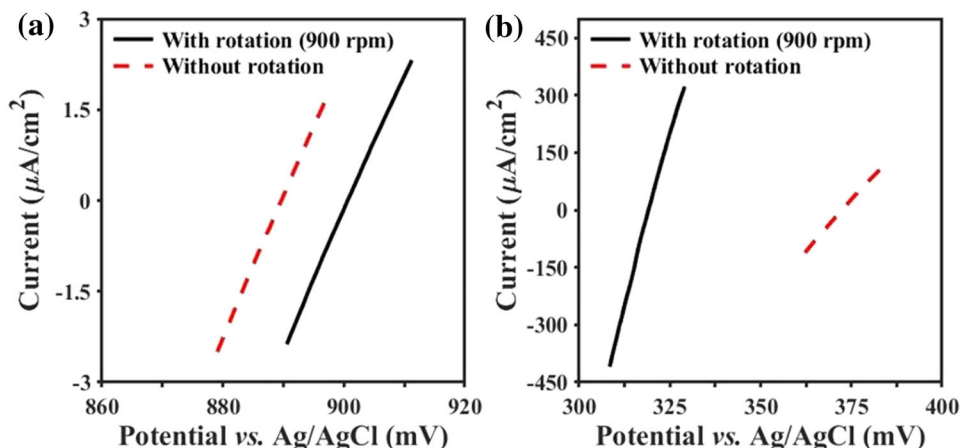 (a)
With rotation (900 rpm)
Without rotation
Current (μA/cm²)
3
1.5
0
-1.5
-3
860 880 900 920
Potential vs. Ag/AgCl (mV)
(b)
With rotation (900 rpm)
Without rotation
Current (μA/cm²)
450
300
150
0
-150
-300
-450
300 325 350 375 400
Potential vs. Ag/AgCl (mV)